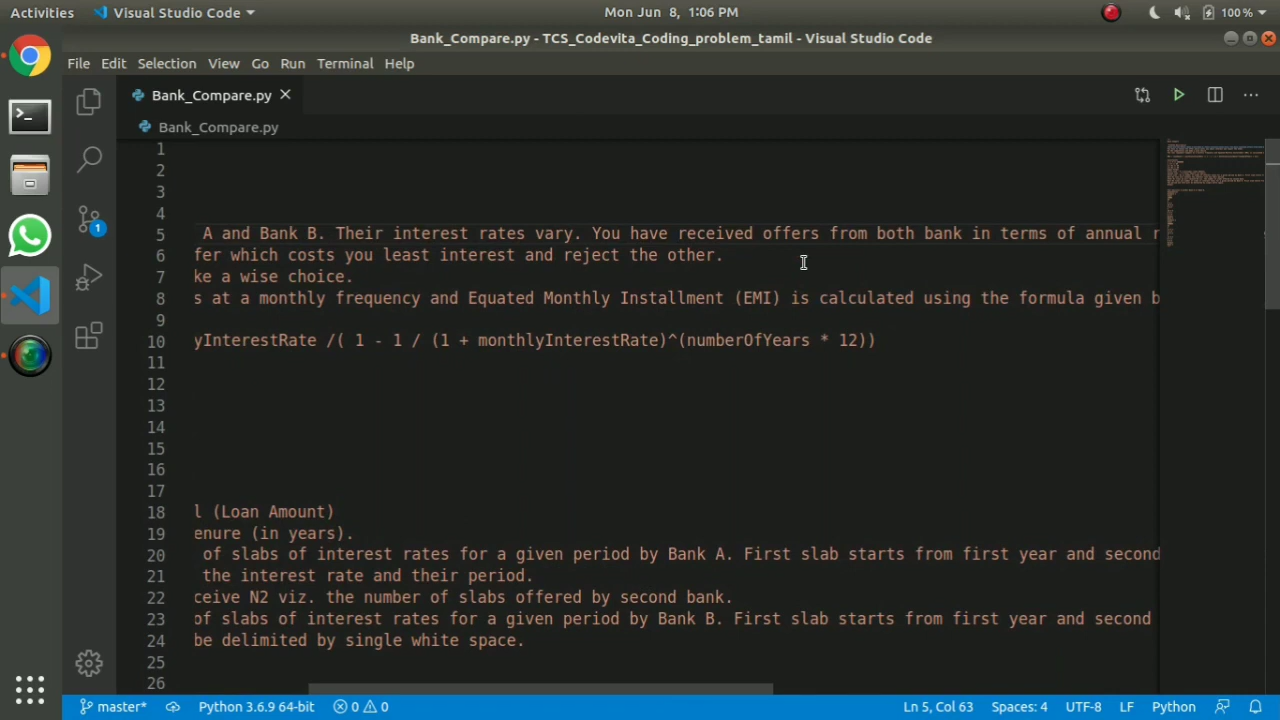 Activities
Visual Studio Code
Mon Jun 8, 1:06 PM
100 %
Bank_Compare.py - TCS_Codevita_Coding_problem_tamil - Visual Studio Code
File Edit Selection View Go Run Terminal Help
Bank_Compare.py
Bank_Compare.py
1
2
3
4
5 A and Bank B. Their interest rates vary. You have received offers from both bank in terms of annual r
6 fer which costs you least interest and reject the other.
7 ke a wise choice.
8 s at a monthly frequency and Equated Monthly Installment (EMI) is calculated using the formula given b
9
10 yInterestRate /( 1 - 1 / (1 + monthlyInterestRate)^(numberOfYears * 12))
11
12
13
14
15
16
17
18 l (Loan Amount)
19 enure (in years).
20 of slabs of interest rates for a given period by Bank A. First slab starts from first year and second
21 the interest rate and their period.
22 ceive N2 viz. the number of slabs offered by second bank.
23 of slabs of interest rates for a given period by Bank B. First slab starts from first year and second
24 be delimited by single white space.
25
26
1
master* Python 3.6.9 64-bit 0 0 Ln 5, Col 63 Spaces: 4 UTF-8 LF Python